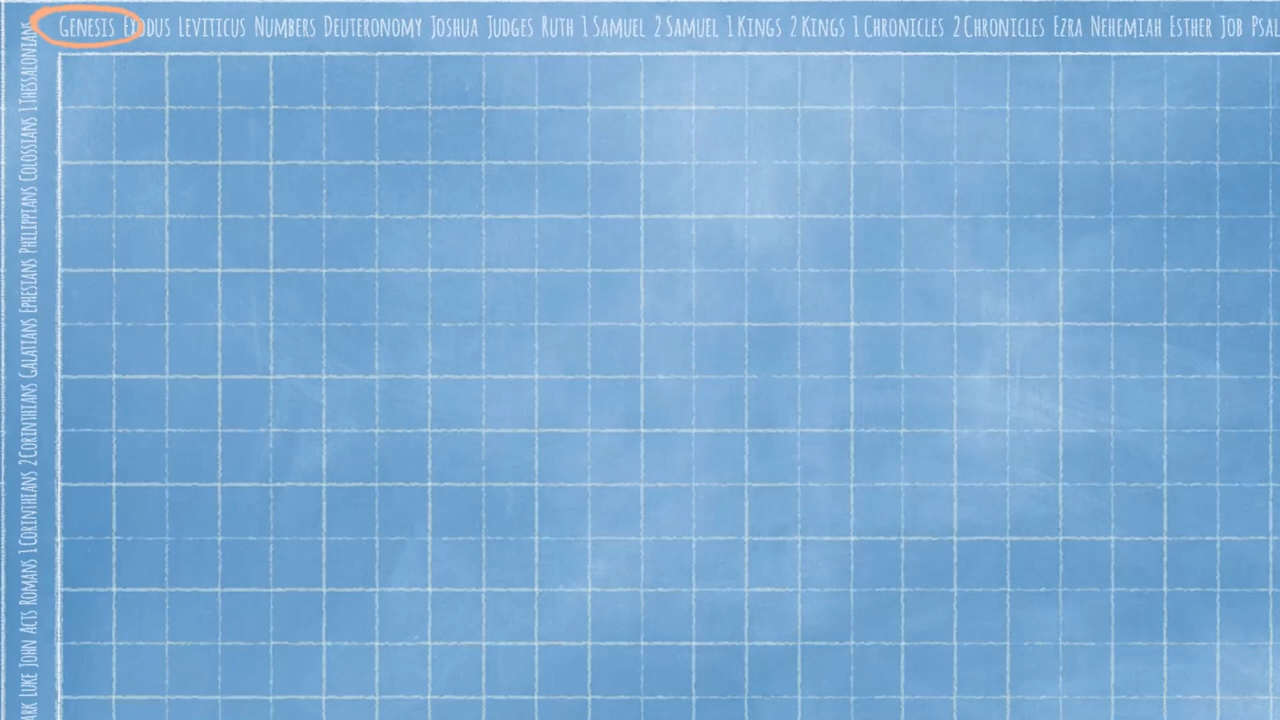 GENESIS EXODUS LEVITICUS NUMBERS DEUTERONOMY JOSHUA JUDGES RUTH 1 SAMUEL 2 SAMUEL 1 KINGS 2 KINGS 1 CHRONICLES 2 CHRONICLES EZRA NEHEMIAH ESTHER JOB PSAL
ARK LUKE JOHN ACTS ROMANS 1 CORINTHIANS 2 CORINTHIANS GALATIANS EPHESIANS PHILIPPIANS COLOSSIANS 1 THESSALONIANS